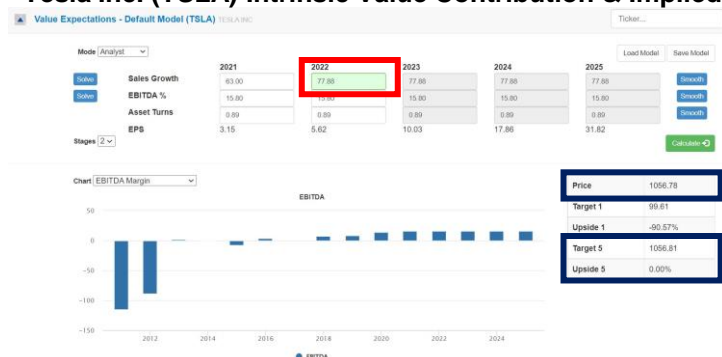 Tesla Inc. (TSLA) Intrinsic Value Contribution & Implied
Value Expectations - Default Model (TSLA) TESLA INC
Ticker...
Mode Analyst
Load Model Save Model
2021 2022 2023 2024 2025
Solve Sales Growth 63.00 77.88 77.88 77.88 77.88 Smooth
Solve EBITDA % 15.80 15.80 15.80 15.80 15.80 Smooth
Asset Turns 0.89 0.89 0.89 0.89 0.89 Smooth
EPS 3.15 5.62 10.03 17.86 31.82
Stages 2
Calculate
Chart EBITDA Margin
EBITDA
50
0
-50
-100
-150
2012 2014 2016 2018 2020 2022 2024
EBITDA
Price 1056.78
Target 1 99.61
Upside 1 -90.57%
Target 5 1056.81
Upside 5 0.00%